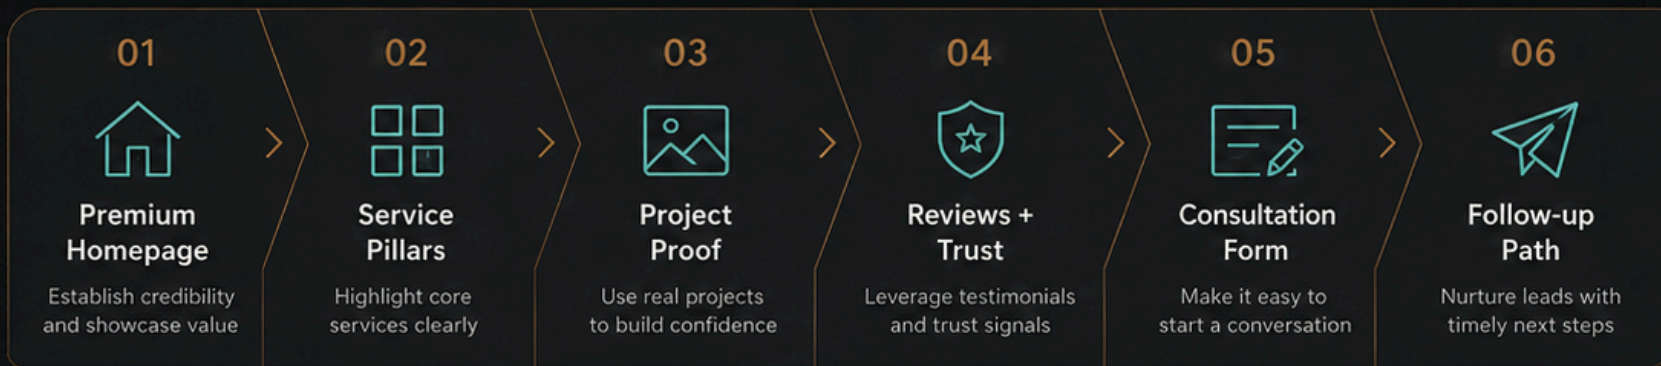 01
Premium
Homepage
Establish credibility
and showcase value
02
Service
Pillars
Highlight core
services clearly
03
Project
Proof
Use real projects
to build confidence
04
Reviews +
Trust
Leverage testimonials
and trust signals
05
Consultation
Form
Make it easy to
start a conversation
06
Follow-up
Path
Nurture leads with
timely next steps